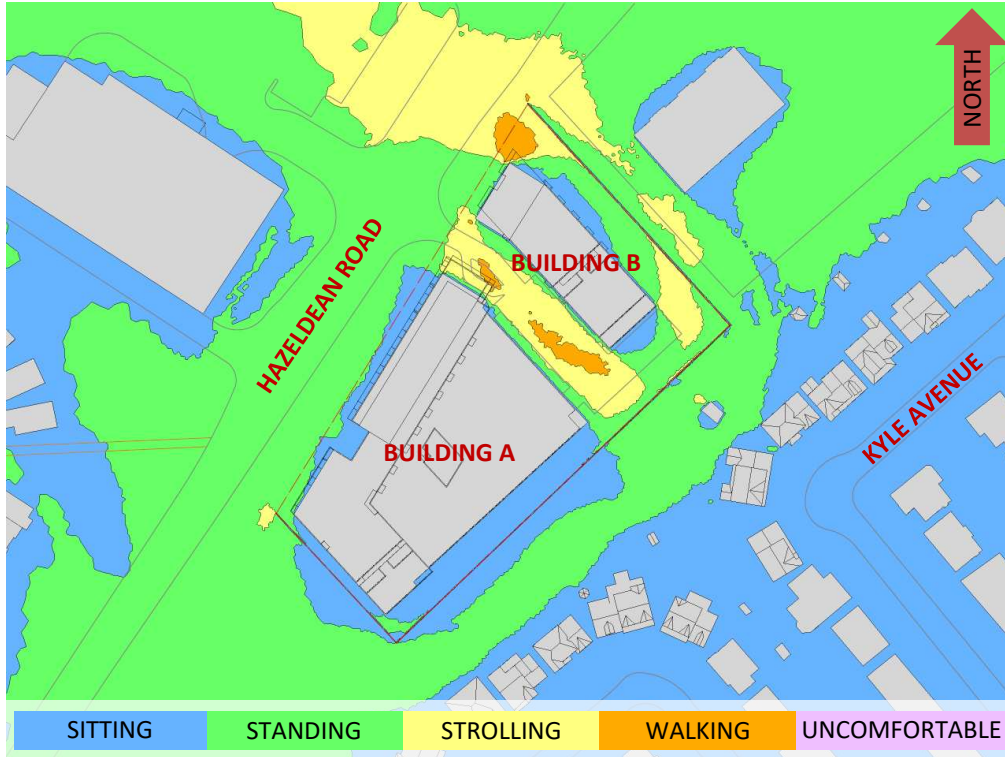 NORTH
HAZELDEAN ROAD
BUILDING B
BUILDING A
KYLE AVENUE
SITTING
STANDING
STROLLING
WALKING
UNCOMFORTABLE